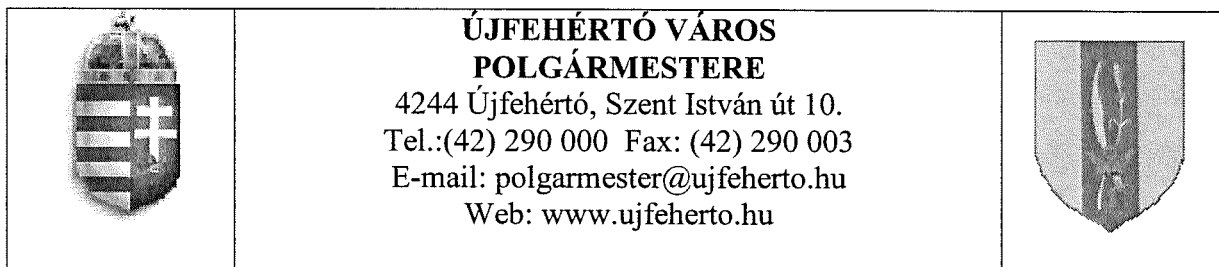 ÚJFEHÉRTÓ VÁROS
POLGÁRMESTERE
4244 Újfehértó, Szent István út 10.
Tel.:(42) 290 000 Fax: (42) 290 003
E-mail: polgarmester@ujfeherto.hu
Web: www.ujfeherto.hu